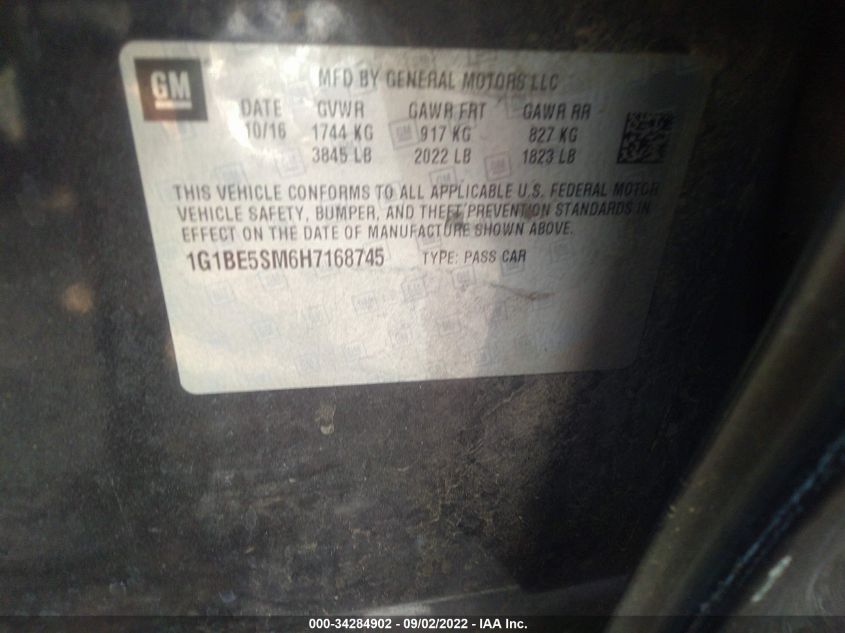 GM
MFD BY GENERAL MOTORS LLC
DATE GVWR GAWR FRT GAWR RR
10/16 1744 KG 917 KG 827 KG
3845 LB 2022 LB 1823 LB
THIS VEHICLE CONFORMS TO ALL APPLICABLE U.S. FEDERAL MOTOR
VEHICLE SAFETY, BUMPER, AND THEFT PREVENTION STANDARDS IN
EFFECT ON THE DATE OF MANUFACTURE SHOWN ABOVE.
1G1BE5SM6H7168745 TYPE: PASS CAR
000-34284902 - 09/02/2022 - IAA Inc.